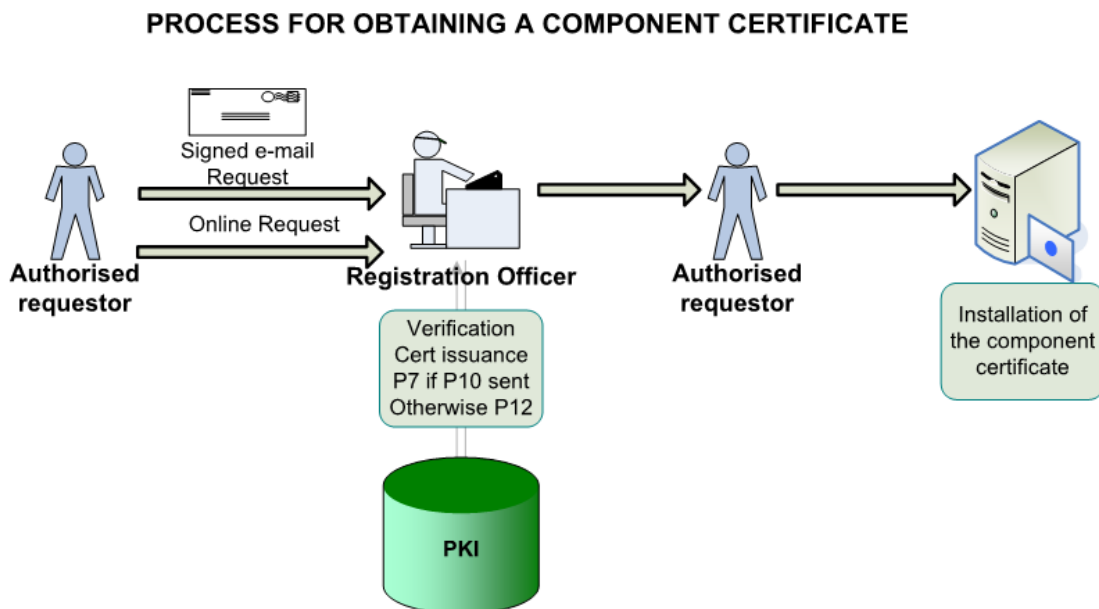 PROCESS FOR OBTAINING A COMPONENT CERTIFICATE
Signed e-mail
Request
Online Request
Authorised
requestor
Registration Officer
Authorised
requestor
Verification
Cert issuance
P7 if P10 sent
Otherwise P12
Installation of
the component
certificate
PKI